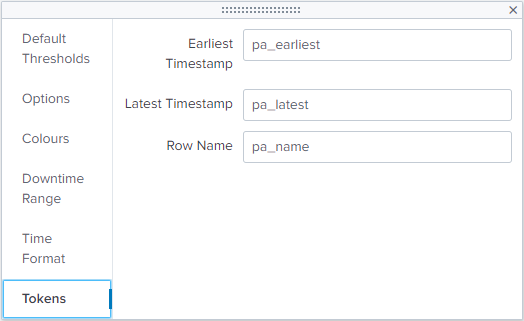 Default
Thresholds
Options
Colours
Downtime
Range
Time
Format
Tokens
Earliest
Timestamp
pa_earliest
Latest Timestamp
pa_latest
Row Name
pa_name